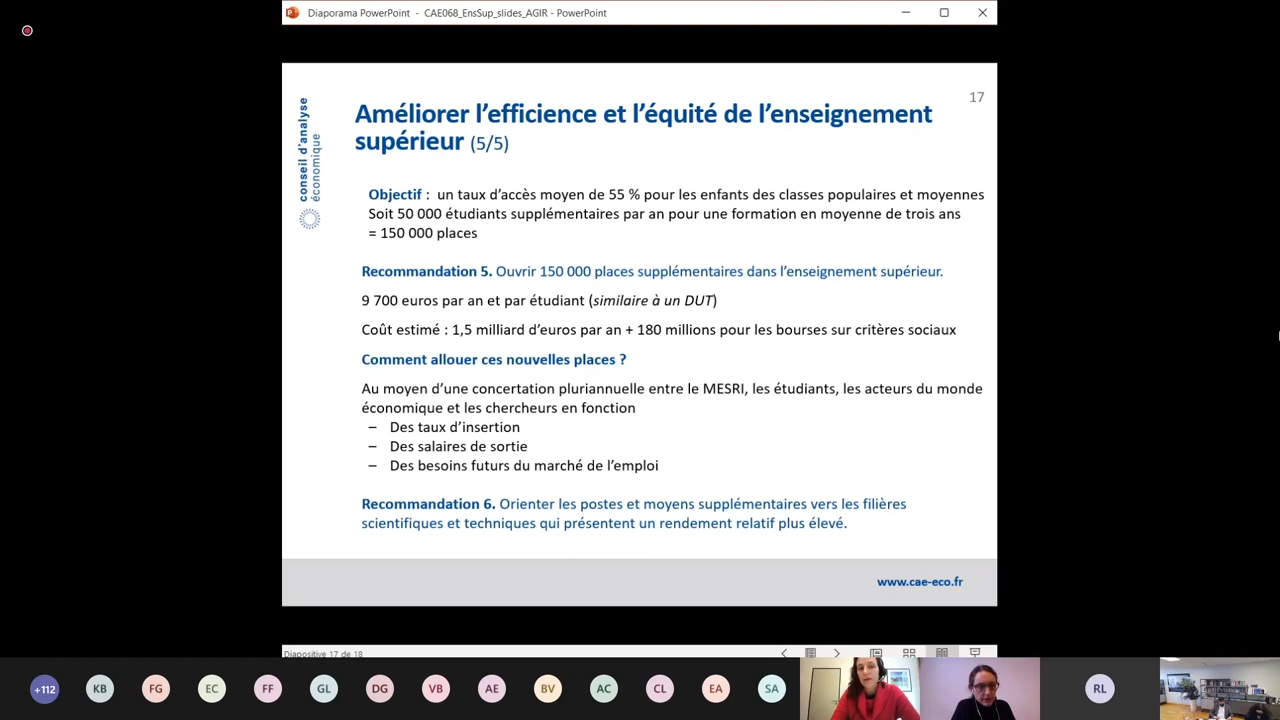 Diaporama PowerPoint - CAE068_EnsSup_slides_AGIR - PowerPoint
17
conseil d'analyse
économique
Améliorer l'efficience et l'équité de l'enseignement
supérieur (5/5)
Objectif : un taux d'accès moyen de 55 % pour les enfants des classes populaires et moyennes
Soit 50 000 étudiants supplémentaires par an pour une formation en moyenne de trois ans
= 150 000 places
Recommandation 5. Ouvrir 150 000 places supplémentaires dans l'enseignement supérieur.
9 700 euros par an et par étudiant (similaire à un DUT)
Coût estimé : 1,5 milliard d'euros par an + 180 millions pour les bourses sur critères sociaux
Comment allouer ces nouvelles places ?
Au moyen d'une concertation pluriannuelle entre le MESRI, les étudiants, les acteurs du monde
économique et les chercheurs en fonction
– Des taux d'insertion
– Des salaires de sortie
– Des besoins futurs du marché de l'emploi
Recommandation 6. Orienter les postes et moyens supplémentaires vers les filières
scientifiques et techniques qui présentent un rendement relatif plus élevé.
www.cae-eco.fr
Diapositive 17 de 18
+112 KB FG EC FF GL DG VB AE BV AC CL EA SA RL